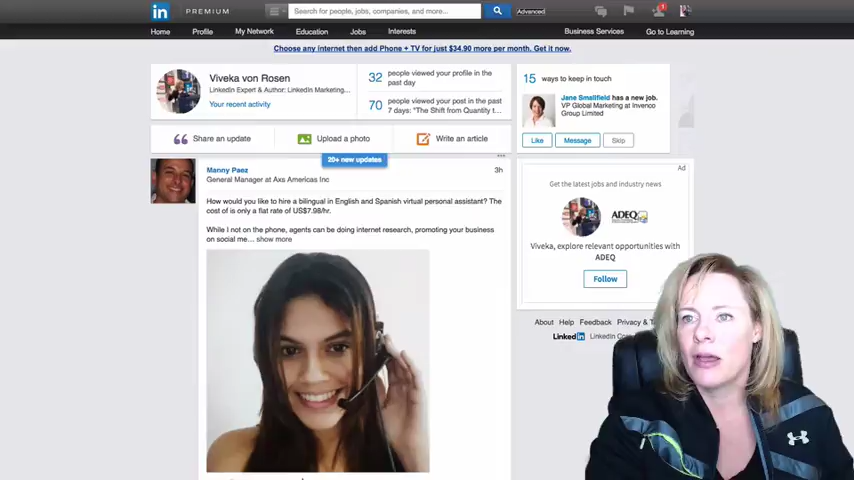 in PREMIUM Search for people, jobs, companies, and more... Advanced 1
Home Profile My Network Education Jobs Interests Business Services Go to Learning
Choose any internet then add Phone + TV for just $34.90 more per month. Get it now.
Viveka von Rosen
LinkedIn Expert & Author: LinkedIn Marketing...
Your recent activity
32 people viewed your profile in the
past day
70 people viewed your post in the past
7 days: "The Shift from Quantity t...
15 ways to keep in touch
Jane Smallfield has a new job.
VP Global Marketing at Invenco
Group Limited
Like Message Skip
Share an update Upload a photo Write an article
20+ new updates
Manny Paez 3h
General Manager at Axs Americas Inc
How would you like to hire a bilingual in English and Spanish virtual personal assistant? The
cost of is only a flat rate of US$7.98/hr.
While I not on the phone, agents can be doing internet research, promoting your business
on social me... show more
Ad
Get the latest jobs and industry news
ADEQ
Viveka, explore relevant opportunities with
ADEQ
Follow
About Help Feedback Privacy &
Linkedin LinkedIn